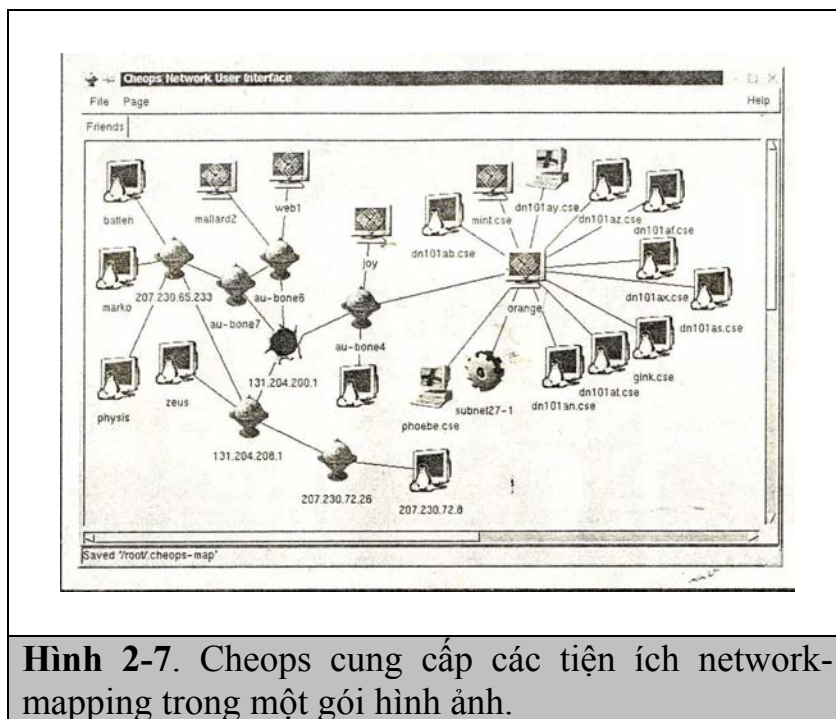 Cheops Network User Interface
File Page Help
Friends
batlen
mallard2
web1
mint.cse
dn101ay.cse
dn101az.cse
dn101af.cse
joy
dn101ab.cse
marko
207.230.65.233
au-bone6
au-bone7
orange
dn101ax.cse
dn101as.cse
au-bone4
131.204.200.1
physis
zeus
phoebe.cse
subnet27-1
dn101an.cse
dn101at.cse
gink.cse
131.204.208.1
207.230.72.26
207.230.72.8
Saved "/root/.cheops-map"
Hình 2-7. Cheops cung cấp các tiện ích network-
mapping trong một gói hình ảnh.